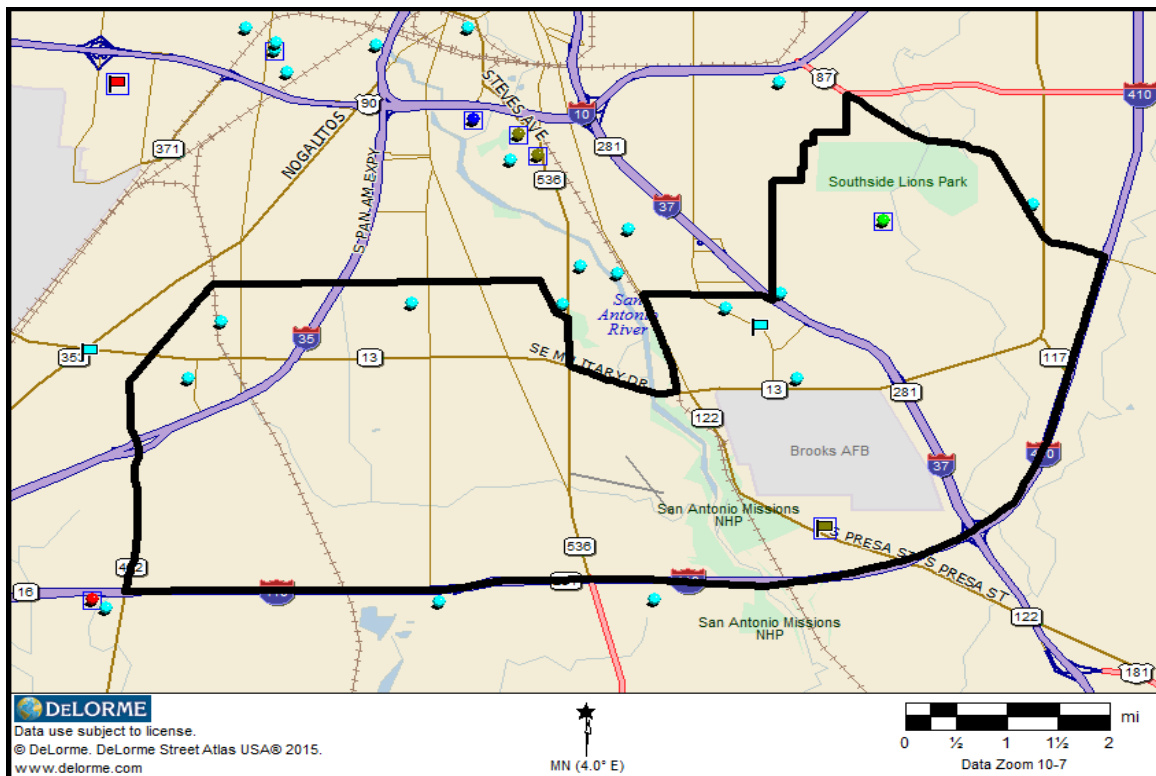 87
410
90
STEVES AVE
10
371
NOGALITOS
281
536
Southside Lions Park
37
S PAN AM EXPY
San
Antonio
River
35
353
13
SE MILITARY DR
117
13
281
122
Brooks AFB
37
San Antonio Missions
NHP
S PRESA ST
S PRESA ST
536
16
122
San Antonio Missions
NHP
181
DELORME
Data use subject to license.
© DeLorme. DeLorme Street Atlas USA® 2015.
www.delorme.com
MN (4.0° E)
mi
0 ½ 1 1½ 2
Data Zoom 10-7